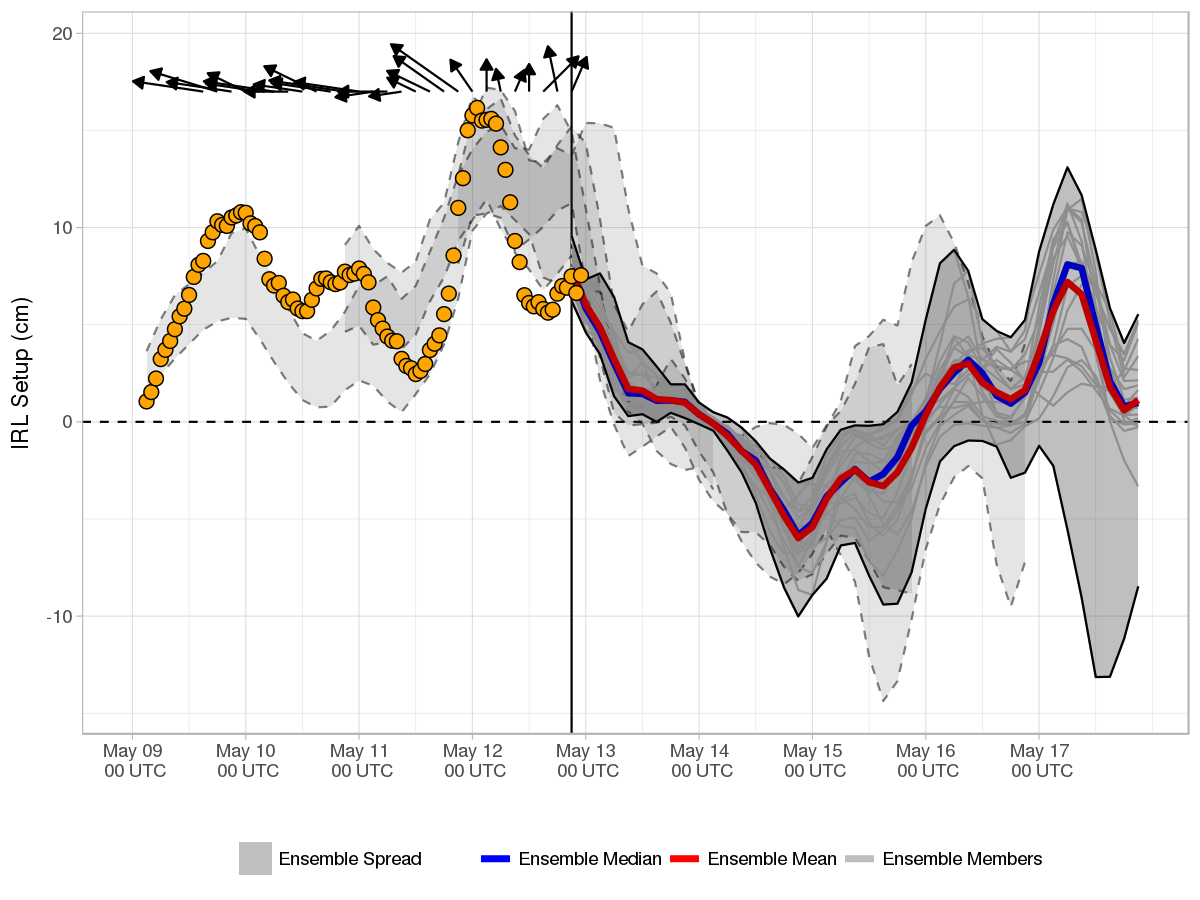 20
10
0
-10
IRL Setup (cm)
May 09 May 10 May 11 May 12 May 13 May 14 May 15 May 16 May 17
00 UTC 00 UTC 00 UTC 00 UTC 00 UTC 00 UTC 00 UTC 00 UTC 00 UTC
Ensemble Spread Ensemble Median Ensemble Mean Ensemble Members